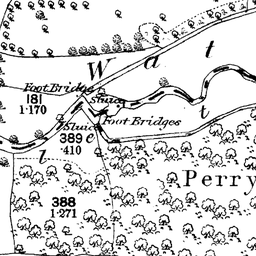 W a t
t
Foot Bridge
181
1·170
Sluice
Foot Bridges
Sluice
389
·410
c
i
Perry
388
1·271